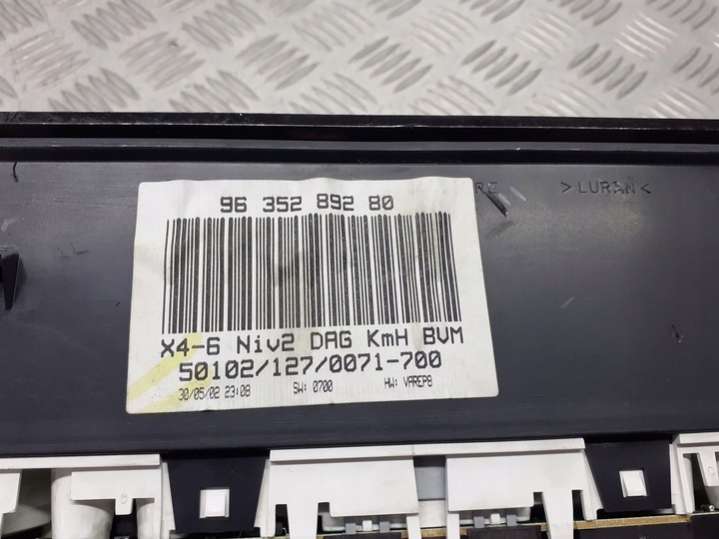 96 352 892 80
RZ >LURAN<
X4-6 Niv2 DAG KmH BVM
50102/127/0071-700
30/05/02 23:08 SW: 0700 HW: VAREP8